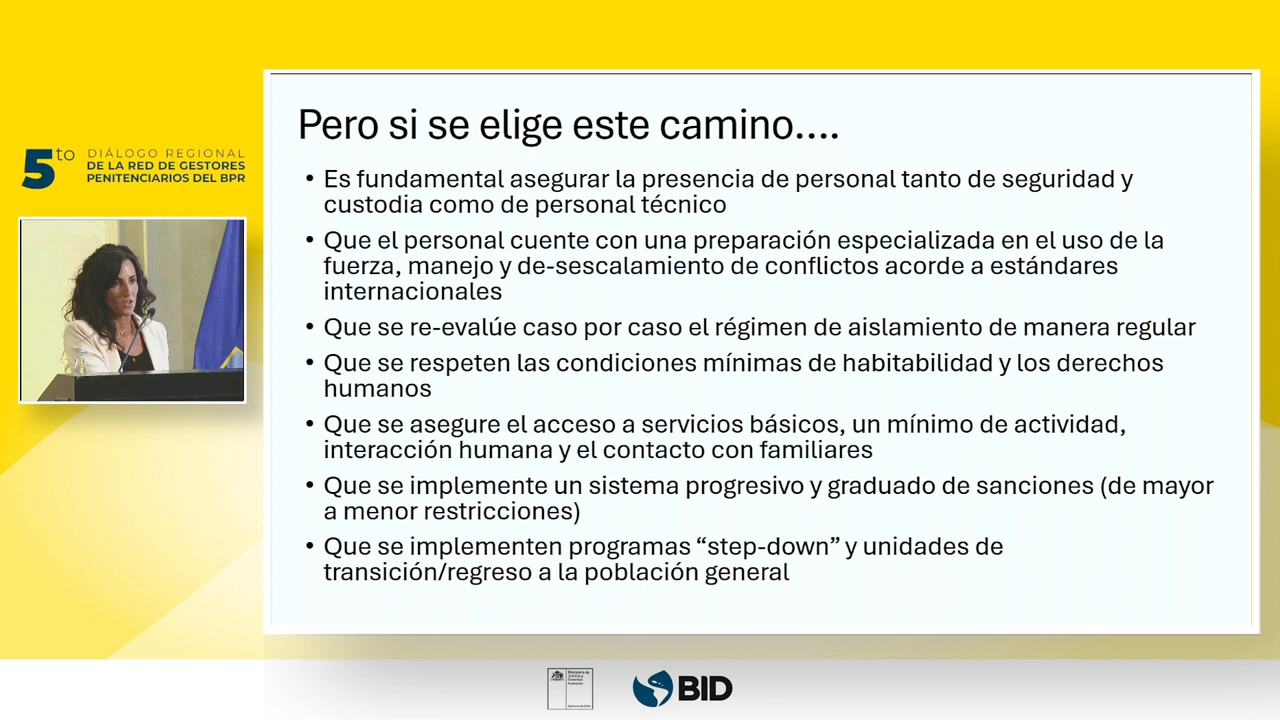 5to
DIÁLOGO REGIONAL
DE LA RED DE GESTORES
PENITENCIARIOS DEL BPR
Pero si se elige este camino....
• Es fundamental asegurar la presencia de personal tanto de seguridad y
custodia como de personal técnico
• Que el personal cuente con una preparación especializada en el uso de la
fuerza, manejo y de-sescalamiento de conflictos acorde a estándares
internacionales
• Que se re-evalúe caso por caso el régimen de aislamiento de manera regular
• Que se respeten las condiciones mínimas de habitabilidad y los derechos
humanos
• Que se asegure el acceso a servicios básicos, un mínimo de actividad,
interacción humana y el contacto con familiares
• Que se implemente un sistema progresivo y graduado de sanciones (de mayor
a menor restricciones)
• Que se implementen programas “step-down” y unidades de
transición/regreso a la población general
BID